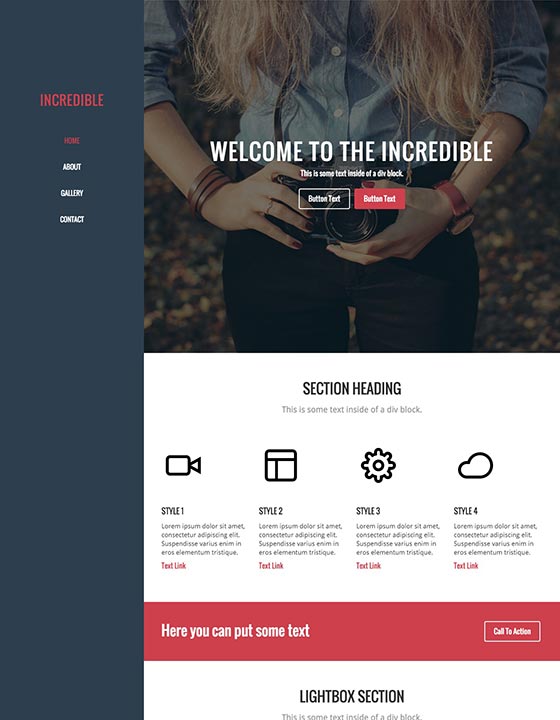 INCREDIBLE
HOME
ABOUT
GALLERY
CONTACT
WELCOME TO THE INCREDIBLE
This is some text inside of a div block.
Button Text
Button Text
SECTION HEADING
This is some text inside of a div block.
STYLE 1
Lorem ipsum dolor sit amet,
consectetur adipiscing elit.
Suspendisse varius enim in
eros elementum tristique.
Text Link
STYLE 2
Lorem ipsum dolor sit amet,
consectetur adipiscing elit.
Suspendisse varius enim in
eros elementum tristique.
Text Link
STYLE 3
Lorem ipsum dolor sit amet,
consectetur adipiscing elit.
Suspendisse varius enim in
eros elementum tristique.
Text Link
STYLE 4
Lorem ipsum dolor sit amet,
consectetur adipiscing elit.
Suspendisse varius enim in
eros elementum tristique.
Text Link
Here you can put some text
Call To Action
LIGHTBOX SECTION
This is some text inside of a div block.